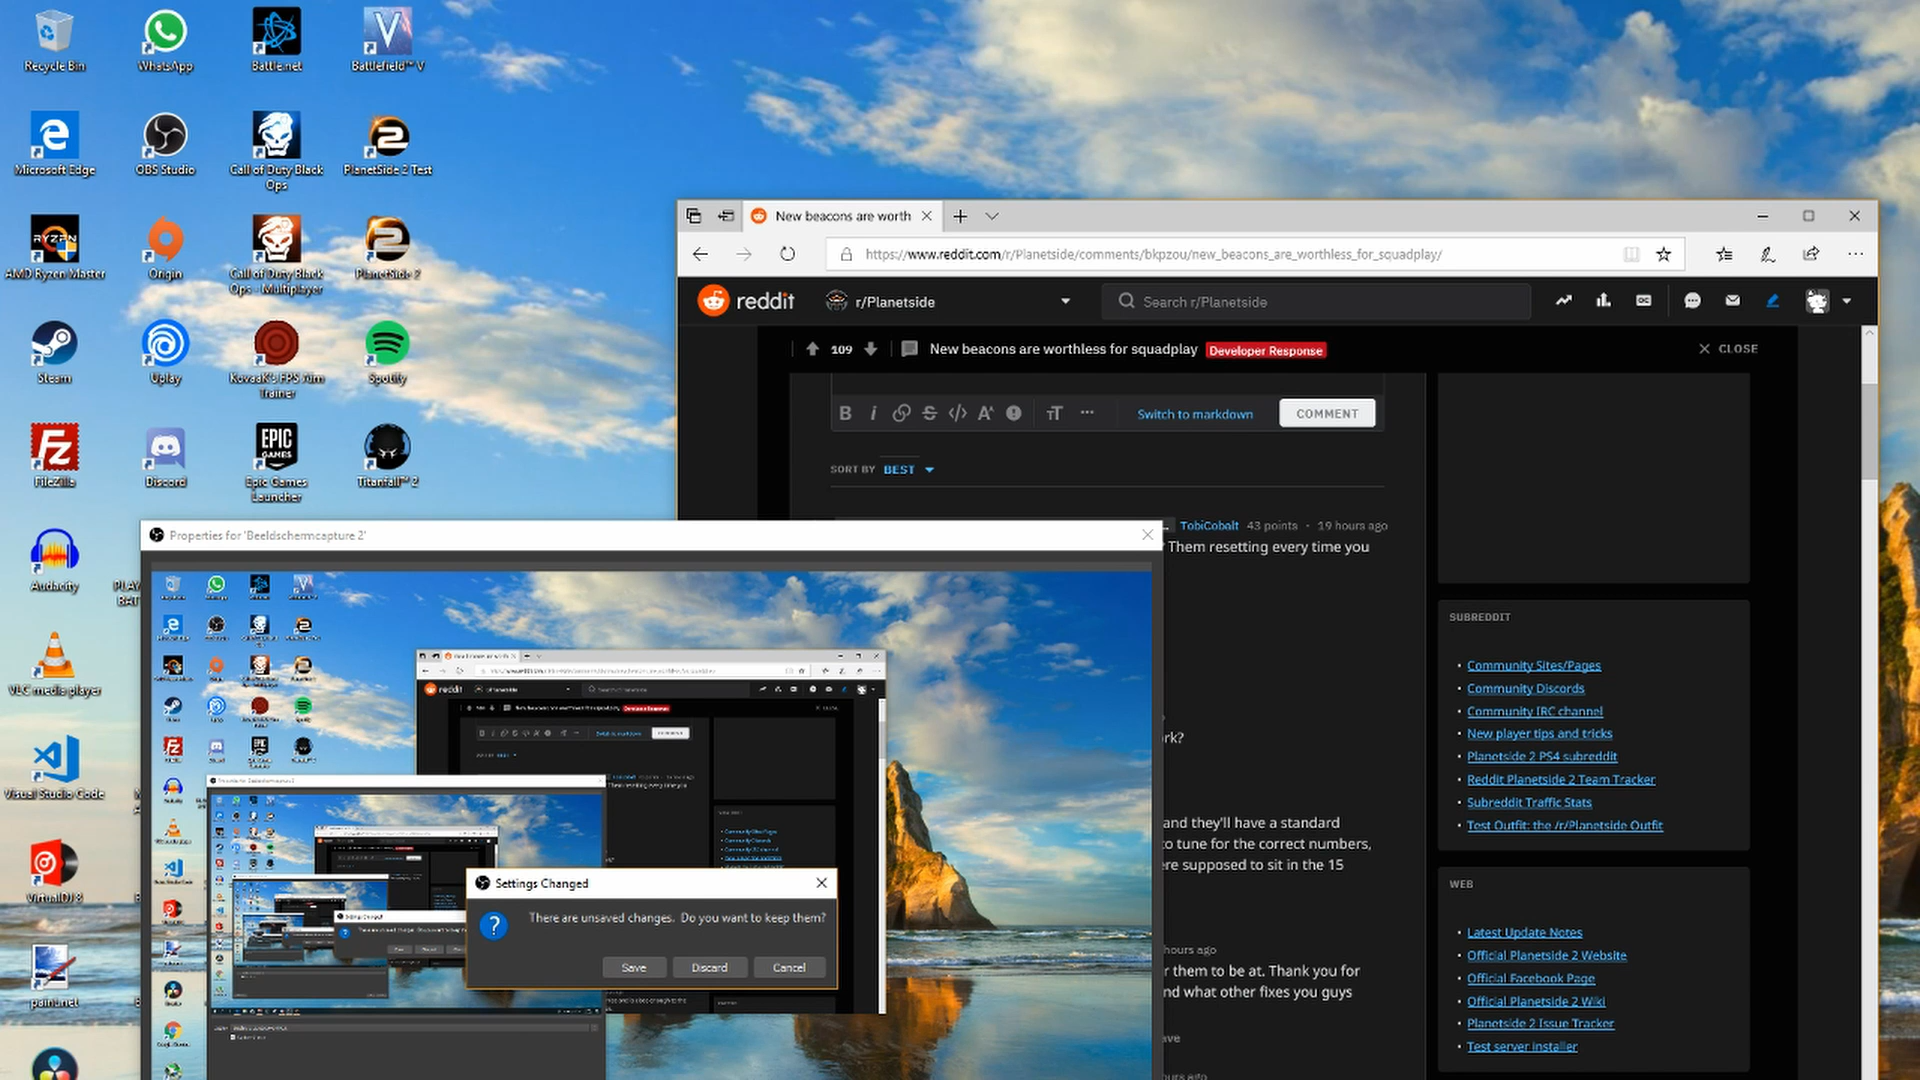 Recycle Bin
WhatsApp
Battle.net
Battlefield™ V
Microsoft Edge
OBS Studio
Call of Duty Black Ops
PlanetSide 2 Test
AMD Ryzen Master
Origin
Call of Duty Black Ops - Multiplayer
PlanetSide 2
Steam
Uplay
KovaaK's FPS Aim Trainer
Spotify
FileZilla
Discord
Epic Games Launcher
Titanfall™ 2
Audacity
VLC media player
Visual Studio Code
VirtualDJ 8
paint.net
New beacons are worth
https://www.reddit.com/r/Planetside/comments/bkpzou/new_beacons_are_worthless_for_squadplay/
reddit
r/Planetside
Search r/Planetside
109
New beacons are worthless for squadplay
Developer Response
CLOSE
Switch to markdown
COMMENT
SORT BY BEST
TobiCobalt 43 points · 19 hours ago
Them resetting every time you
rk?
and they'll have a standard
to tune for the correct numbers,
re supposed to sit in the 15
hours ago
r them to be at. Thank you for
nd what other fixes you guys
SUBREDDIT
Community Sites/Pages
Community Discords
Community IRC channel
New player tips and tricks
Planetside 2 PS4 subreddit
Reddit Planetside 2 Team Tracker
Subreddit Traffic Stats
Test Outfit: the /r/Planetside Outfit
WEB
Latest Update Notes
Official Planetside 2 Website
Official Facebook Page
Official Planetside 2 Wiki
Planetside 2 Issue Tracker
Test server installer
Properties for 'Beeldschermcapture 2'
Settings Changed
There are unsaved changes. Do you want to keep them?
Save
Discard
Cancel